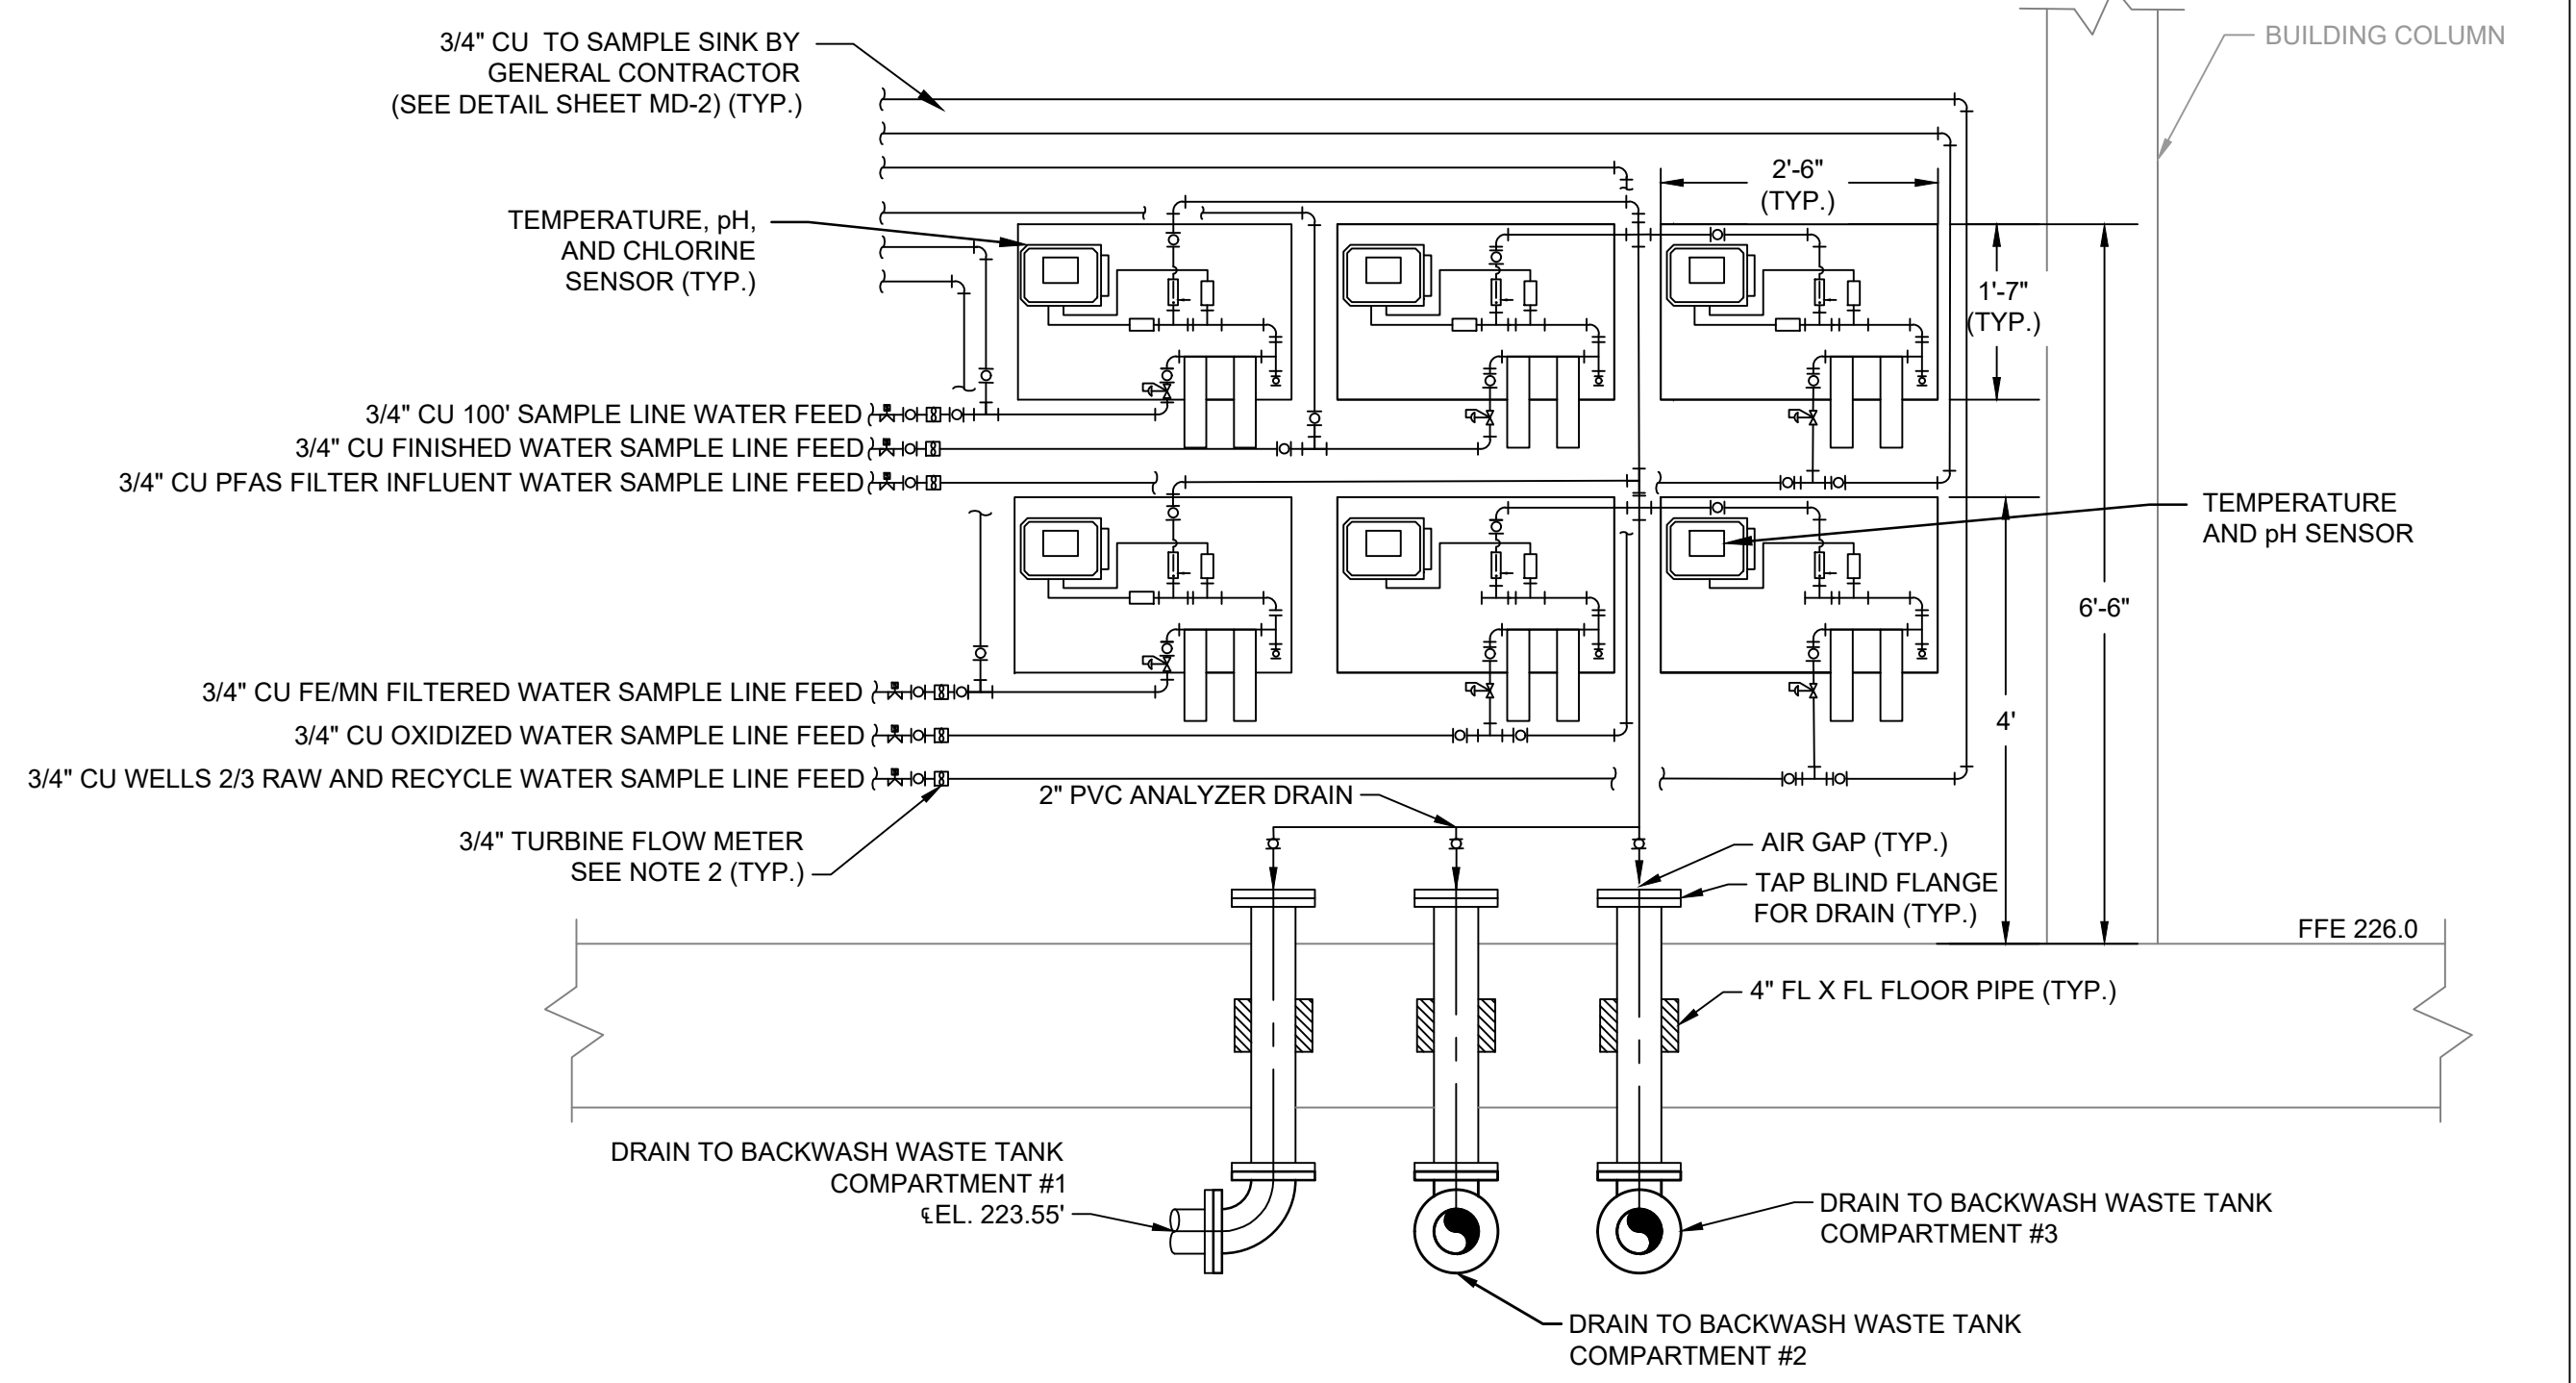 3/4" CU TO SAMPLE SINK BY
GENERAL CONTRACTOR
(SEE DETAIL SHEET MD-2) (TYP.)
BUILDING COLUMN
2'-6"
(TYP.)
TEMPERATURE, pH,
AND CHLORINE
SENSOR (TYP.)
1'-7"
(TYP.)
3/4" CU 100' SAMPLE LINE WATER FEED
3/4" CU FINISHED WATER SAMPLE LINE FEED
3/4" CU PFAS FILTER INFLUENT WATER SAMPLE LINE FEED
TEMPERATURE
AND pH SENSOR
6'-6"
3/4" CU FE/MN FILTERED WATER SAMPLE LINE FEED
4'
3/4" CU OXIDIZED WATER SAMPLE LINE FEED
3/4" CU WELLS 2/3 RAW AND RECYCLE WATER SAMPLE LINE FEED
2" PVC ANALYZER DRAIN
3/4" TURBINE FLOW METER
SEE NOTE 2 (TYP.)
AIR GAP (TYP.)
TAP BLIND FLANGE
FOR DRAIN (TYP.)
FFE 226.0
4" FL X FL FLOOR PIPE (TYP.)
DRAIN TO BACKWASH WASTE TANK
COMPARTMENT #1
℄EL. 223.55'
DRAIN TO BACKWASH WASTE TANK
COMPARTMENT #3
DRAIN TO BACKWASH WASTE TANK
COMPARTMENT #2